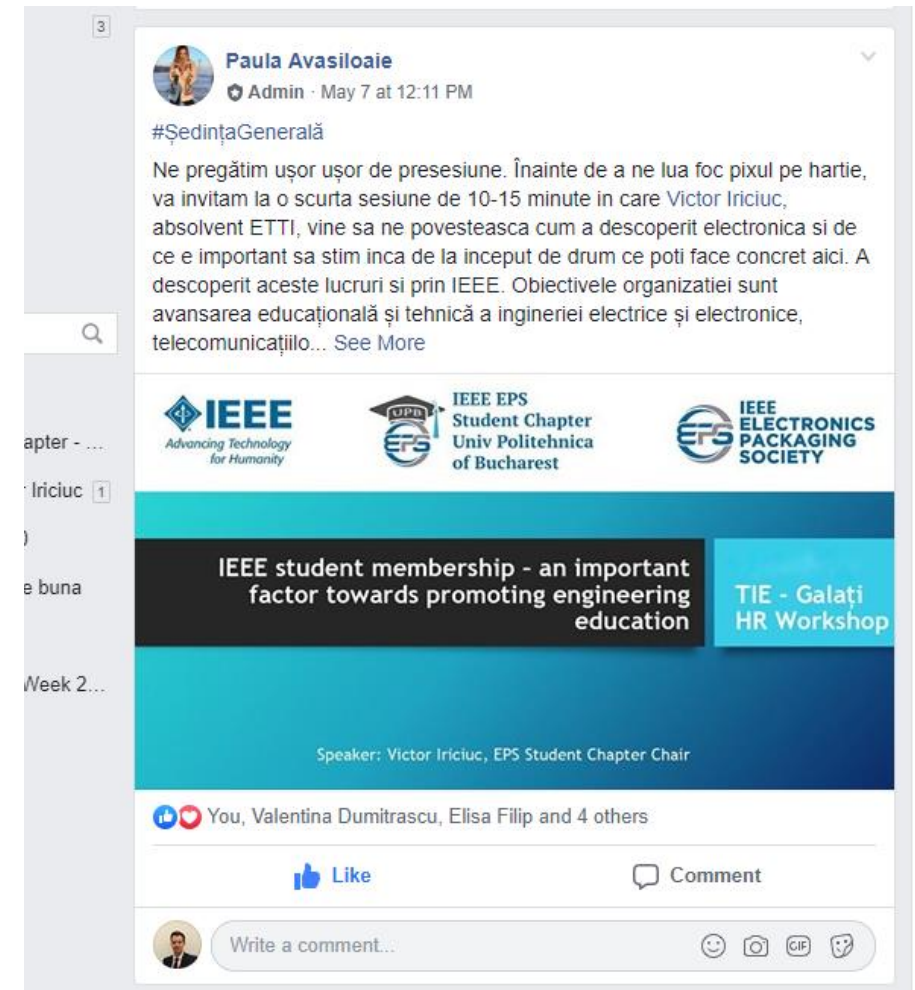 3
Paula Avasiloaie
Admin · May 7 at 12:11 PM
#ȘedințaGenerală
Ne pregătim ușor ușor de presesiune. Înainte de a ne lua foc pixul pe hartie,
va invitam la o scurta sesiune de 10-15 minute in care Victor Iriciuc,
absolvent ETTI, vine sa ne povesteasca cum a descoperit electronica si de
ce e important sa stim inca de la inceput de drum ce poti face concret aici. A
descoperit aceste lucruri si prin IEEE. Obiectivele organizatiei sunt
avansarea educațională și tehnică a ingineriei electrice și electronice,
telecomunicațiilo... See More
apter - ...
Iriciuc 1
e buna
Week 2...
IEEE
Advancing Technology
for Humanity
UPB
EPS
IEEE EPS
Student Chapter
Univ Politehnica
of Bucharest
EPS
IEEE
ELECTRONICS
PACKAGING
SOCIETY
IEEE student membership - an important
factor towards promoting engineering
education
TIE - Galați
HR Workshop
Speaker: Victor Iriciuc, EPS Student Chapter Chair
You, Valentina Dumitrascu, Elisa Filip and 4 others
Like
Comment
Write a comment...
GIF